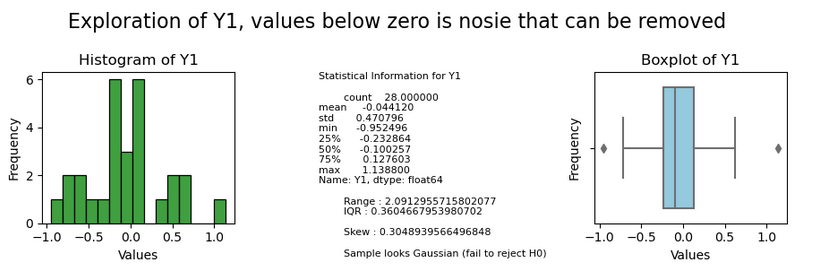 Exploration of Y1, values below zero is nosie that can be removed
Histogram of Y1
6
4
2
0
Frequency
−1.0 −0.5 0.0 0.5 1.0
Values
Statistical Information for Y1
count 28.000000
mean -0.044120
std 0.470796
min -0.952496
25% -0.232864
50% -0.100257
75% 0.127603
max 1.138800
Name: Y1, dtype: float64
Range : 2.0912955715802077
IQR : 0.3604667953980702
Skew : 0.3048939566496848
Sample looks Gaussian (fail to reject H0)
Boxplot of Y1
Frequency
−1.0 −0.5 0.0 0.5 1.0
Values